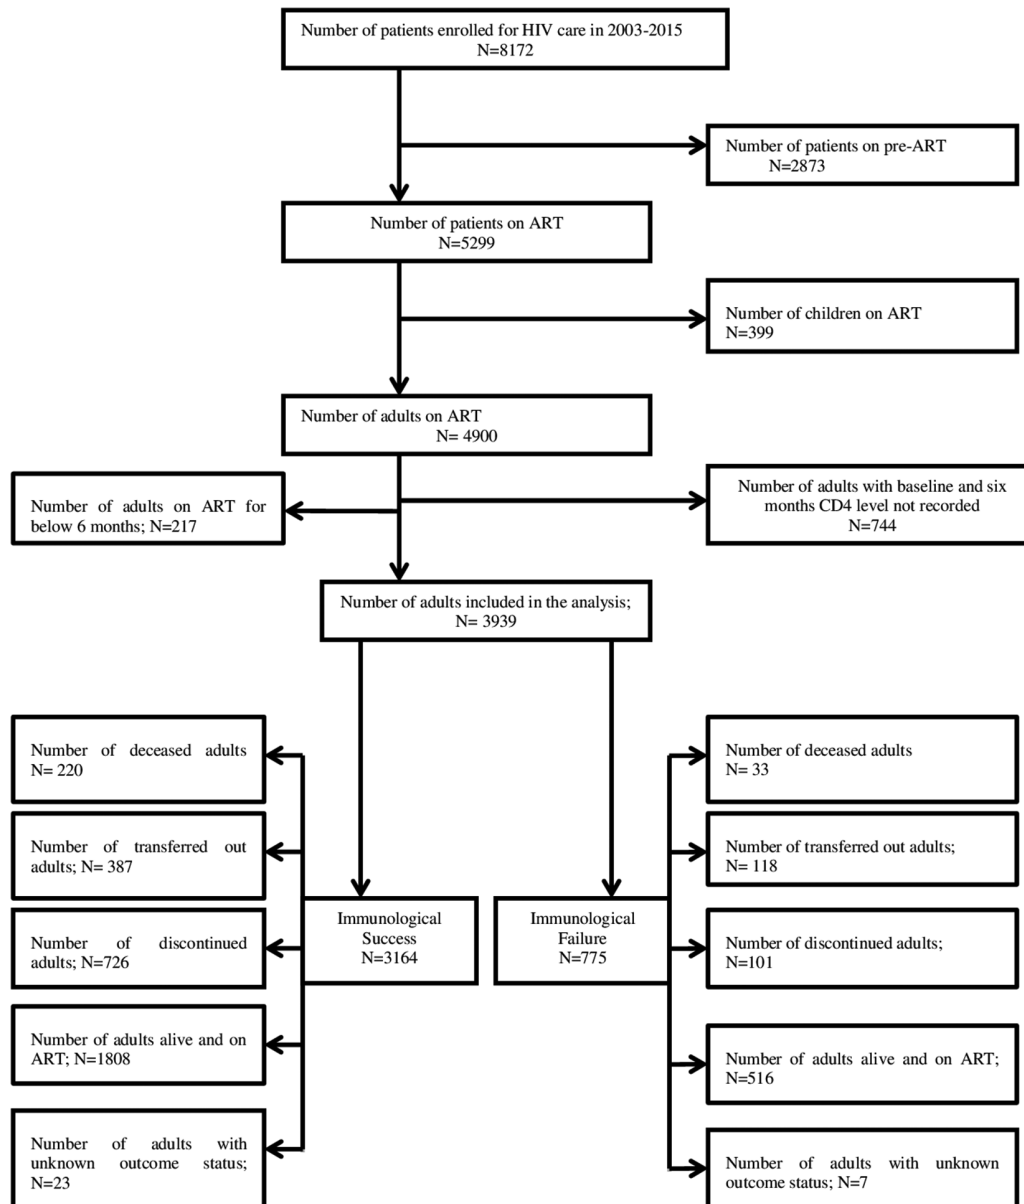 Number of patients enrolled for HIV care in 2003-2015
N=8172
Number of patients on pre-ART
N=2873
Number of patients on ART
N=5299
Number of children on ART
N=399
Number of adults on ART
N= 4900
Number of adults on ART for
below 6 months; N=217
Number of adults with baseline and six
months CD4 level not recorded
N=744
Number of adults included in the analysis;
N= 3939
Number of deceased adults
N= 220
Number of transferred out
adults; N= 387
Number of discontinued
adults; N=726
Number of adults alive and on
ART; N=1808
Number of adults with
unknown outcome status;
N=23
Immunological
Success
N=3164
Immunological
Failure
N=775
Number of deceased adults
N= 33
Number of transferred out adults;
N= 118
Number of discontinued adults;
N=101
Number of adults alive and on ART;
N=516
Number of adults with unknown
outcome status; N=7